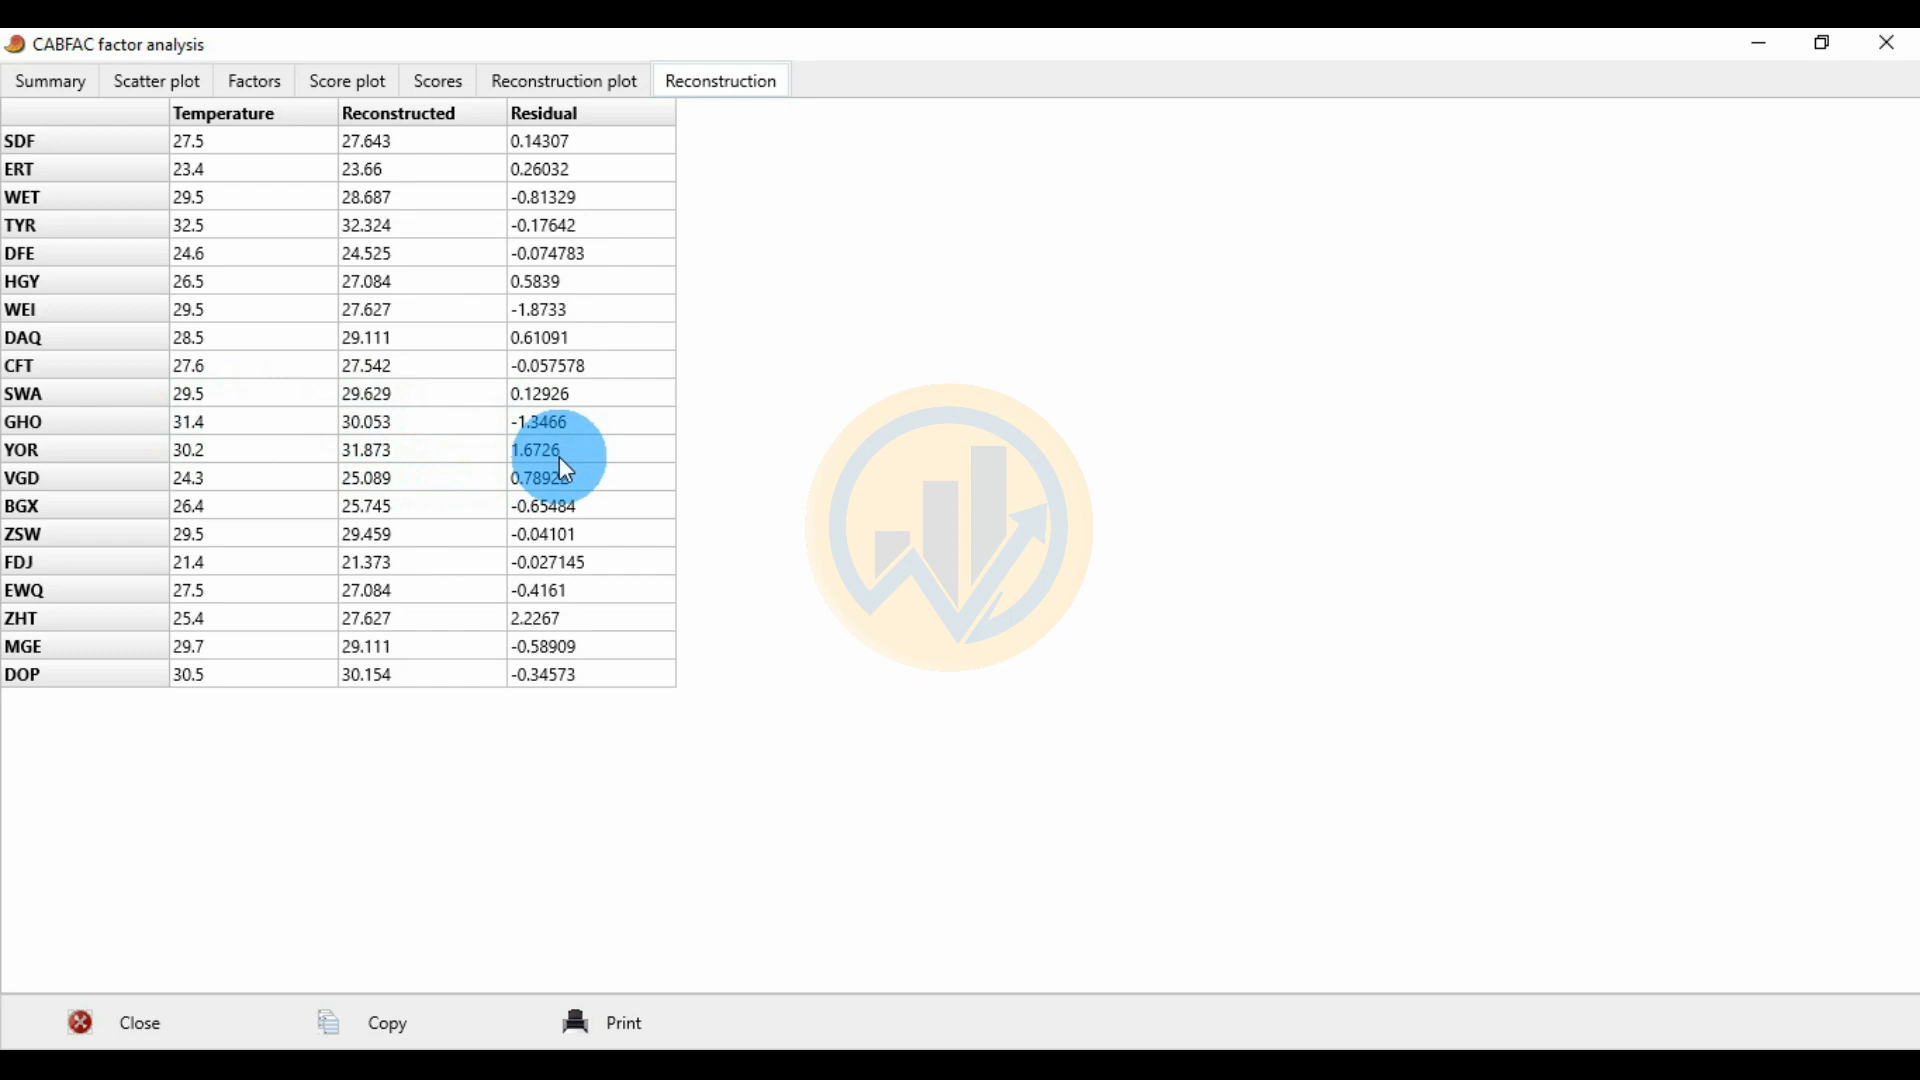 CABFAC factor analysis
Summary Scatter plot Factors Score plot Scores Reconstruction plot Reconstruction
Temperature Reconstructed Residual
SDF 27.5 27.643 0.14307
ERT 23.4 23.66 0.26032
WET 29.5 28.687 -0.81329
TYR 32.5 32.324 -0.17642
DFE 24.6 24.525 -0.074783
HGY 26.5 27.084 0.5839
WEI 29.5 27.627 -1.8733
DAQ 28.5 29.111 0.61091
CFT 27.6 27.542 -0.057578
SWA 29.5 29.629 0.12926
GHO 31.4 30.053 -1.3466
YOR 30.2 31.873 1.6726
VGD 24.3 25.089
BGX 26.4 25.745 -0.65484
ZSW 29.5 29.459 -0.04101
FDJ 21.4 21.373 -0.027145
EWQ 27.5 27.084 -0.4161
ZHT 25.4 27.627 2.2267
MGE 29.7 29.111 -0.58909
DOP 30.5 30.154 -0.34573
Close Copy Print